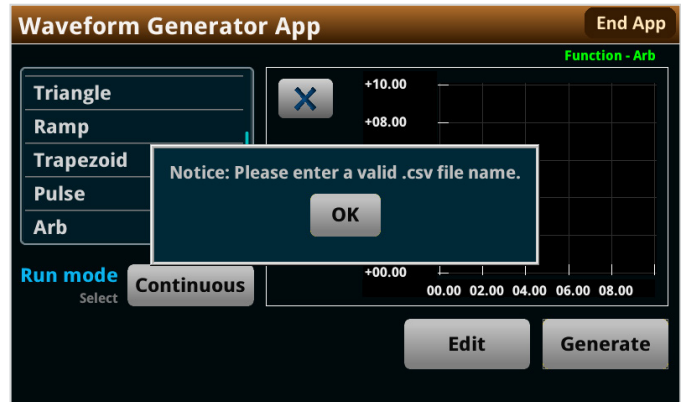 Waveform Generator App
End App
Function - Arb
Triangle
Ramp
Trapezoid
Pulse
Arb
+10.00
+08.00
Notice: Please enter a valid .csv file name.
OK
+00.00
00.00 02.00 04.00 06.00 08.00
Run mode
Select
Continuous
Edit
Generate